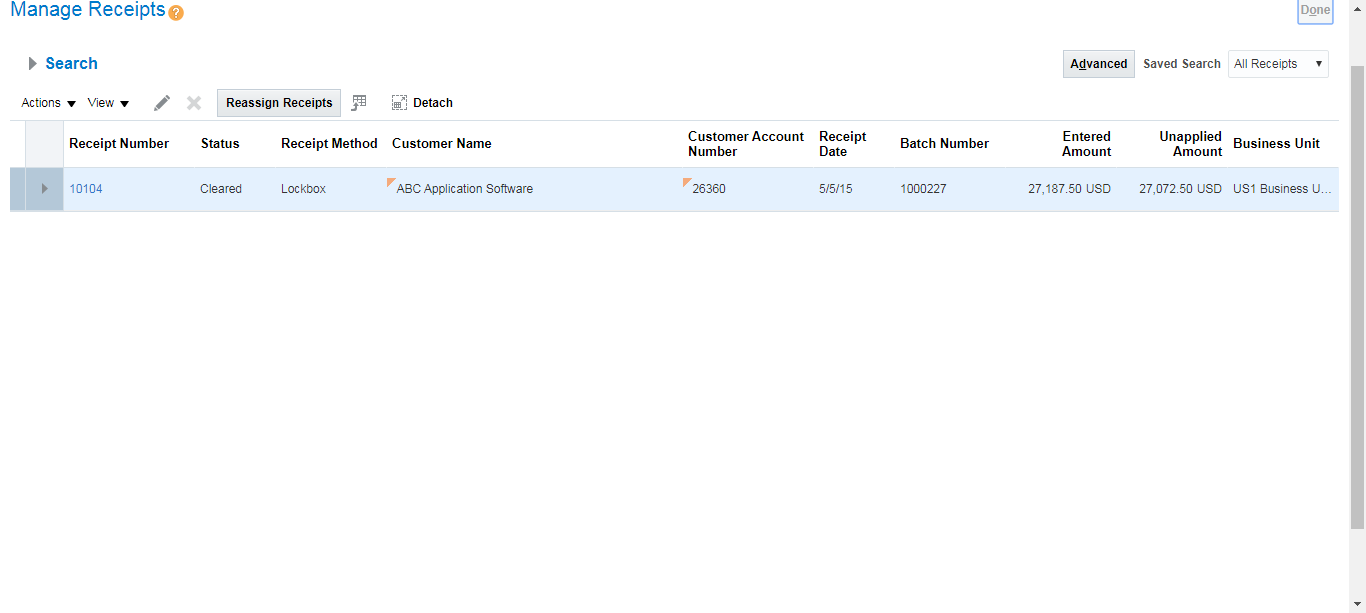 Manage Receipts ?
Done
Search
Advanced Saved Search All Receipts
Actions View Reassign Receipts Detach
Receipt Number Status Receipt Method Customer Name Customer Account Number Receipt Date Batch Number Entered Amount Unapplied Amount Business Unit
10104 Cleared Lockbox ABC Application Software 26360 5/5/15 1000227 27,187.50 USD 27,072.50 USD US1 Business U...